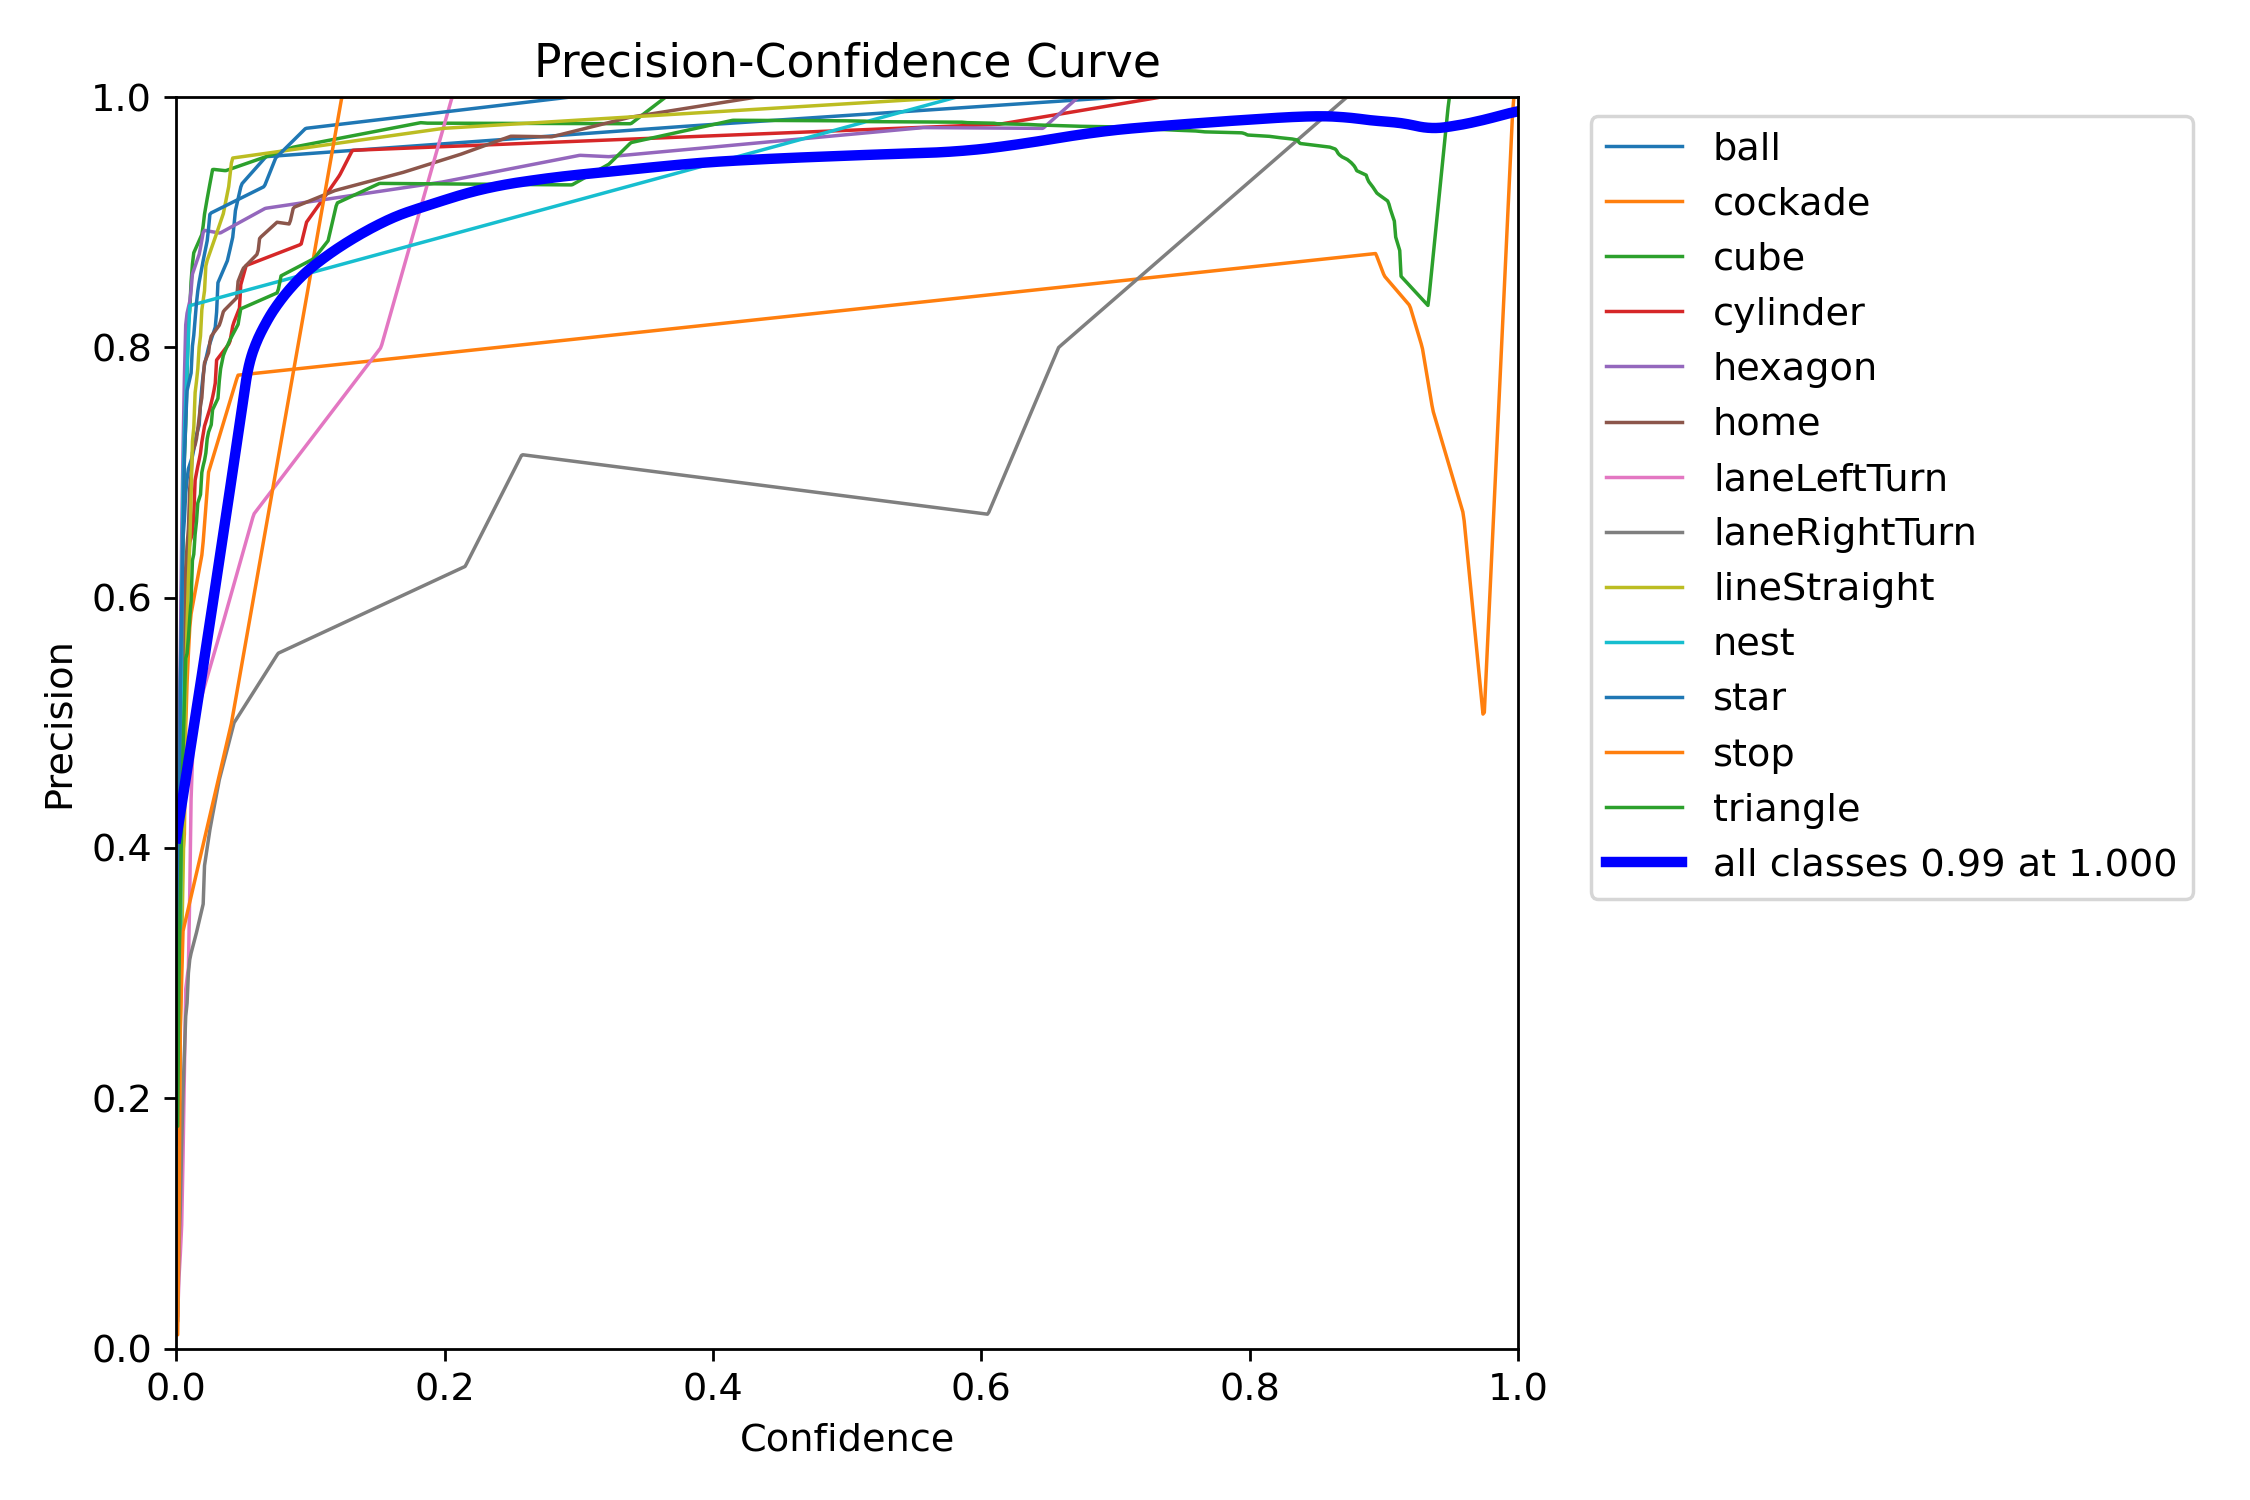 Precision-Confidence Curve
1.0
0.8
0.6
0.4
0.2
0.0
Precision
0.0 0.2 0.4 0.6 0.8 1.0
Confidence
ball
cockade
cube
cylinder
hexagon
home
laneLeftTurn
laneRightTurn
lineStraight
nest
star
stop
triangle
all classes 0.99 at 1.000